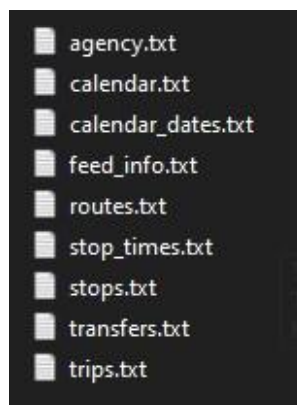 agency.txt
calendar.txt
calendar_dates.txt
feed_info.txt
routes.txt
stop_times.txt
stops.txt
transfers.txt
trips.txt